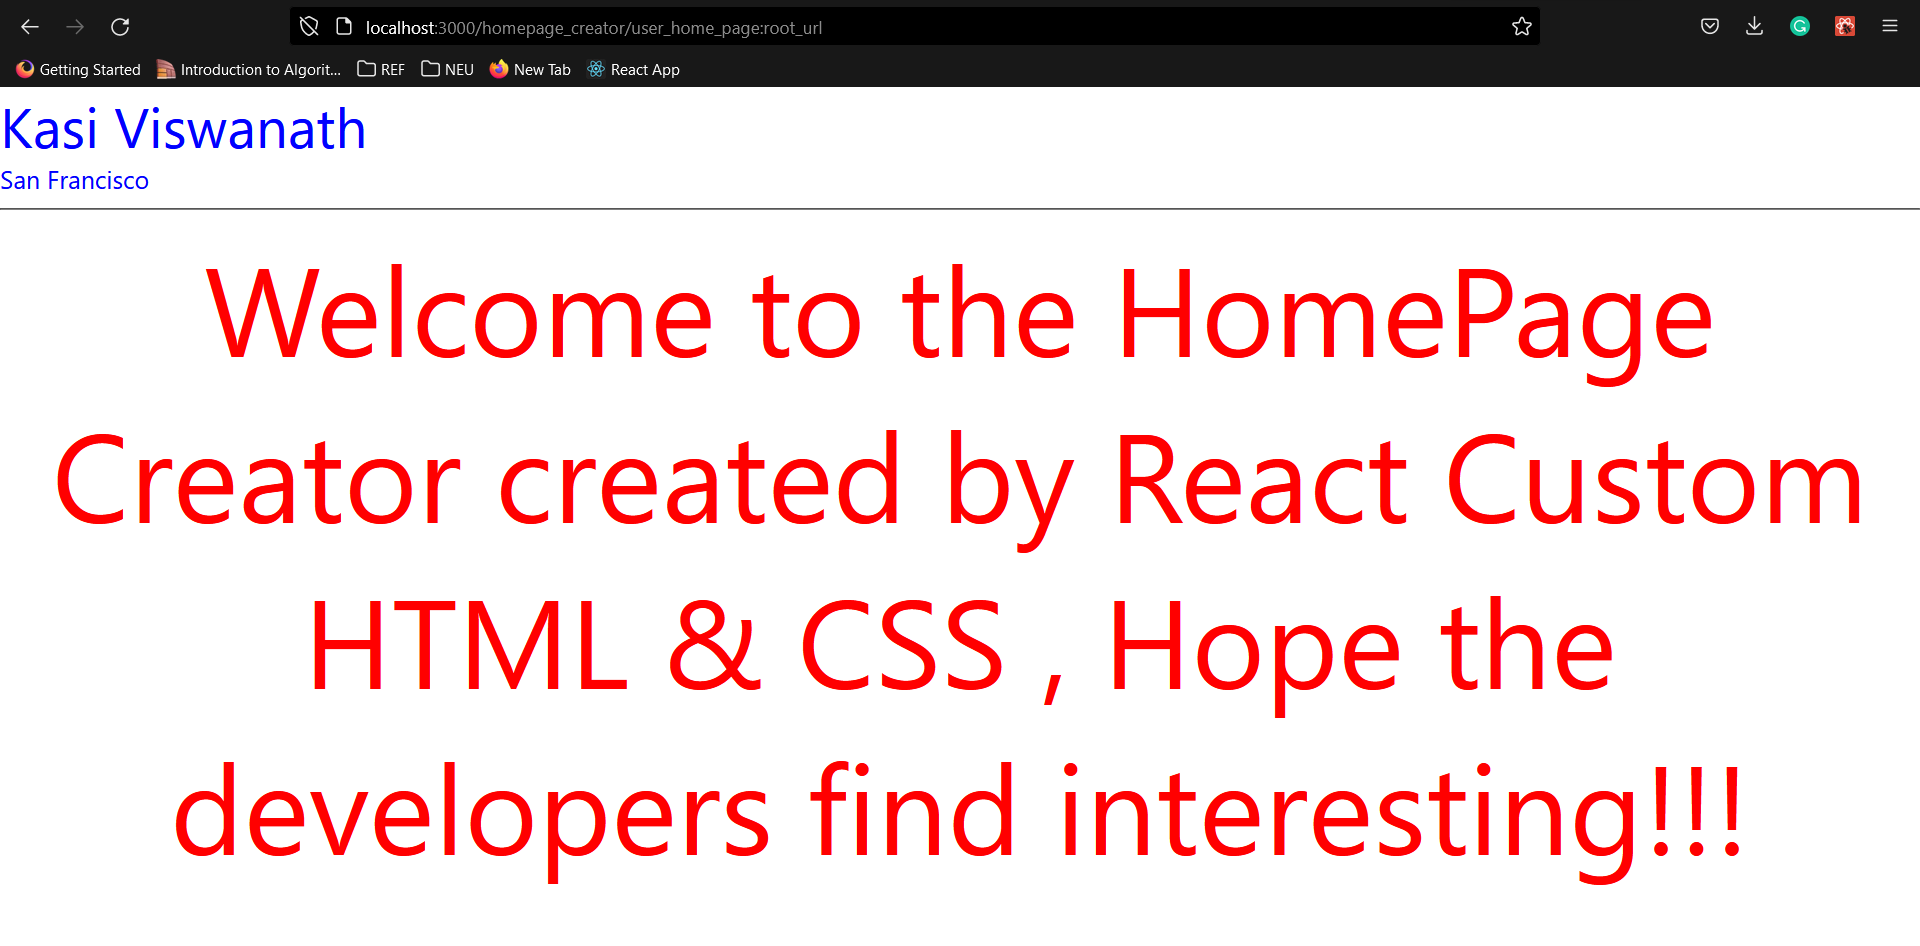 localhost:3000/homepage_creator/user_home_page:root_url
Getting Started Introduction to Algorit... REF NEU New Tab React App
Kasi Viswanath
San Francisco
Welcome to the HomePage
Creator created by React Custom
HTML & CSS , Hope the
developers find interesting!!!